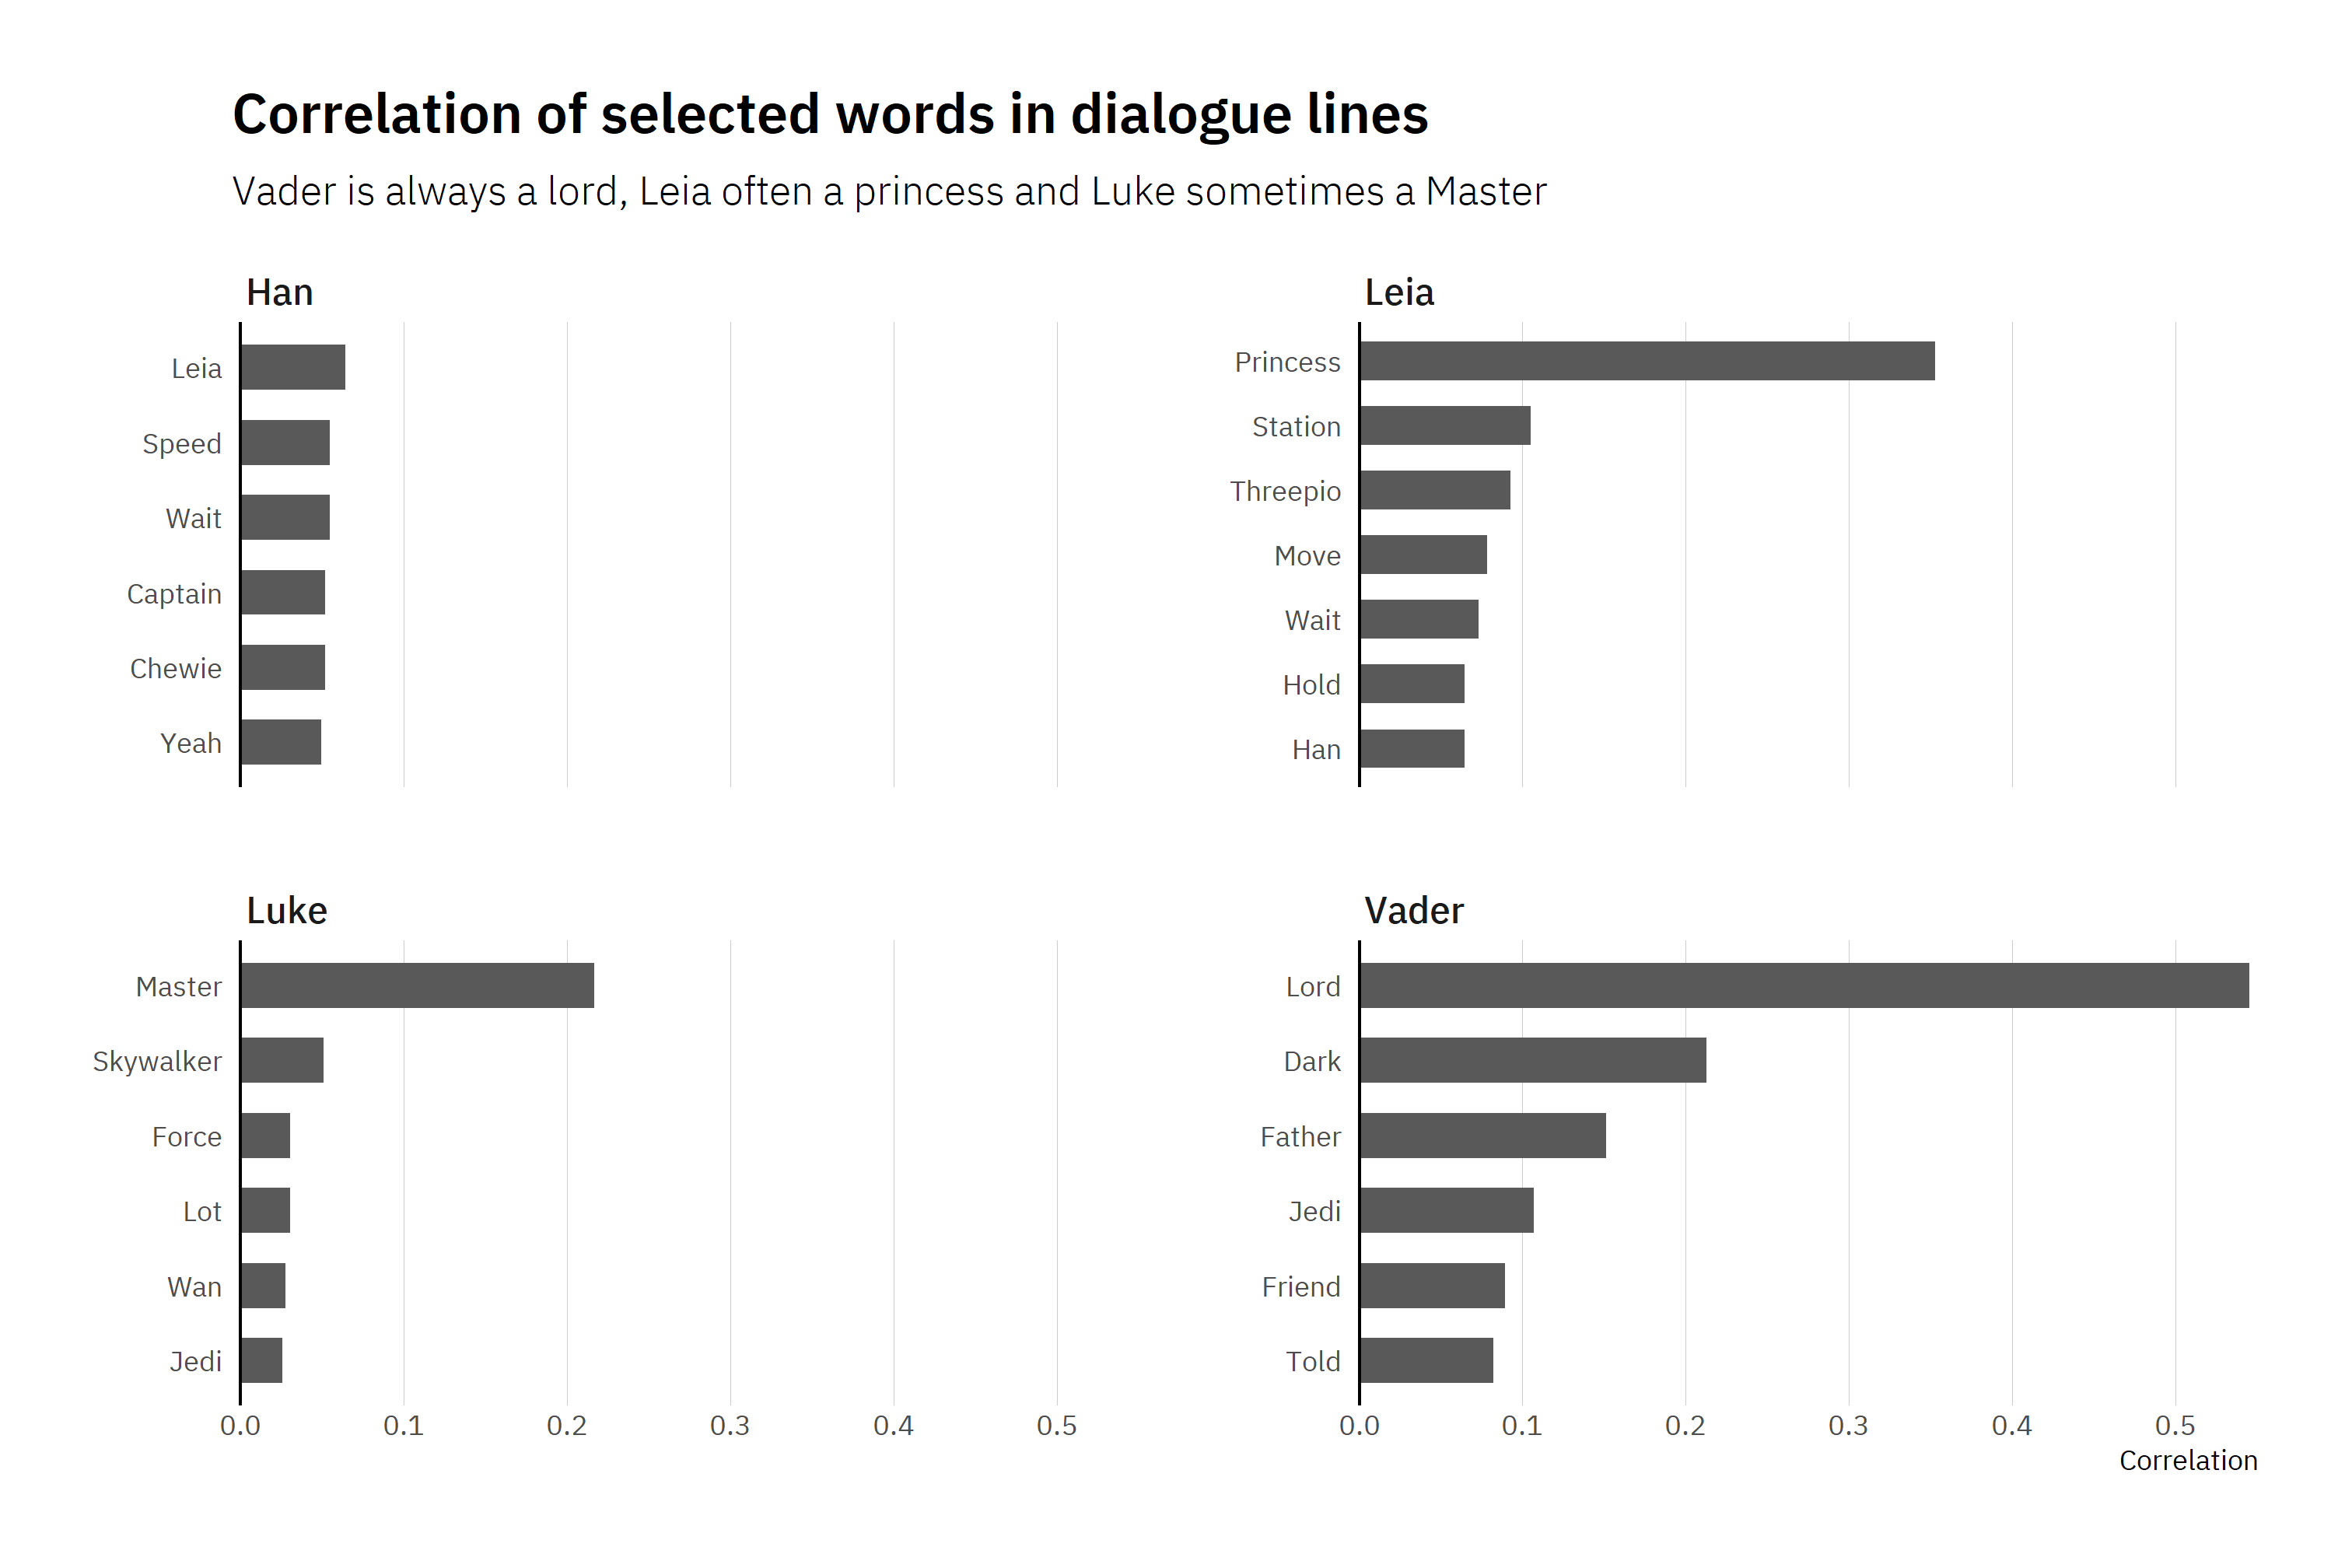 Correlation of selected words in dialogue lines
Vader is always a lord, Leia often a princess and Luke sometimes a Master
Han
Leia
Speed
Wait
Captain
Chewie
Yeah
Leia
Princess
Station
Threepio
Move
Wait
Hold
Han
Luke
Master
Skywalker
Force
Lot
Wan
Jedi
0.0 0.1 0.2 0.3 0.4 0.5
Vader
Lord
Dark
Father
Jedi
Friend
Told
0.0 0.1 0.2 0.3 0.4 0.5
Correlation